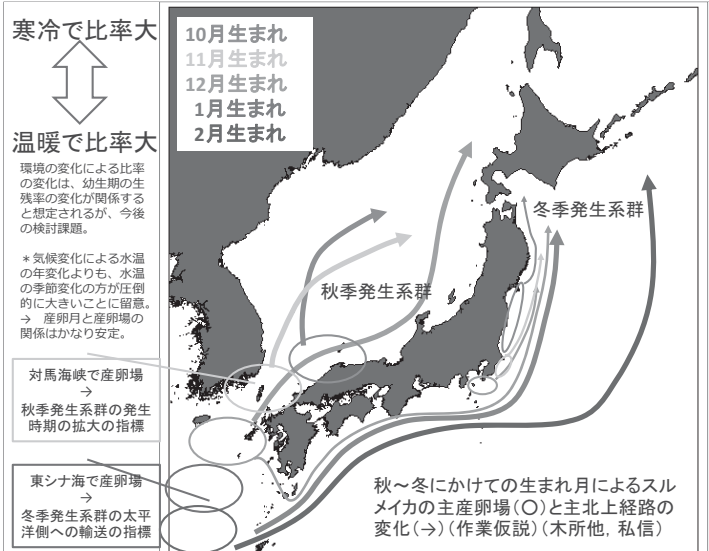 寒冷で比率大
温暖で比率大
環境の変化による比率
の変化は、幼生期の生
残率の変化が関係する
と想定されるが、今後
の検討課題。
＊気候変化による水温
の年変化よりも、水温
の季節変化の方が圧倒
的に大きいことに留意。
→ 産卵月と産卵場の
関係はかなり安定。
対馬海峡で産卵場
→
秋季発生系群の発生
時期の拡大の指標
東シナ海で産卵場
→
冬季発生系群の太平
洋側への輸送の指標
10月生まれ
11月生まれ
12月生まれ
1月生まれ
2月生まれ
冬季発生系群
秋季発生系群
秋～冬にかけての生まれ月によるスル
メイカの主産卵場(○)と主北上経路の
変化(→)(作業仮説)(木所他, 私信)